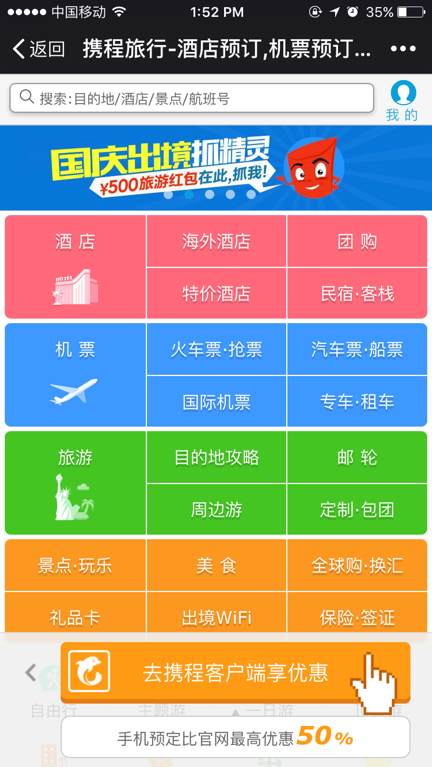 中国移动 1:52 PM 35%
返回 携程旅行-酒店预订,机票预订... •••
搜索:目的地/酒店/景点/航班号
我的
国庆出境抓精灵
¥500旅游红包在此,抓我!
酒店 海外酒店 团购
HOTEL
特价酒店 民宿·客栈
机票 火车票·抢票 汽车票·船票
国际机票 专车·租车
旅游 目的地攻略 邮轮
周边游 定制·包团
景点·玩乐 美食 全球购·换汇
礼品卡 出境WiFi 保险·签证
去携程客户端享优惠
自由行 主题游 一日游
手机预定比官网最高优惠50%